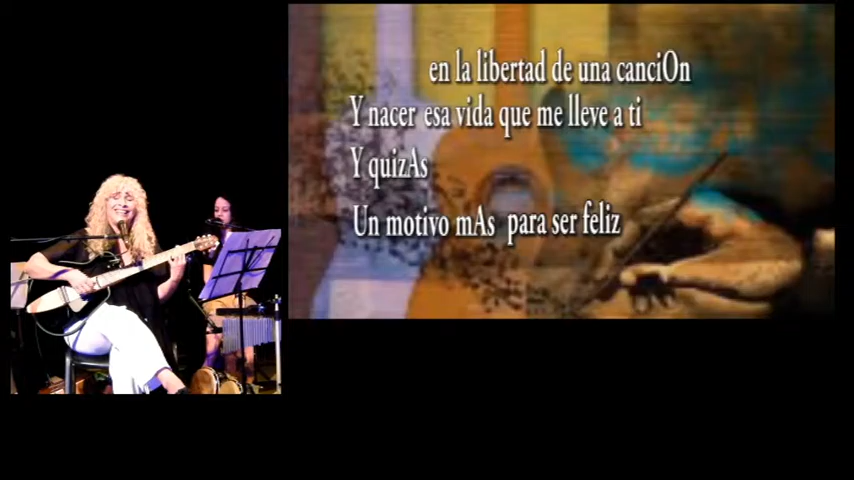 en la libertad de una canciOn
Y nacer esa vida que me lleve a ti
Y quizAs
Un motivo mAs para ser feliz